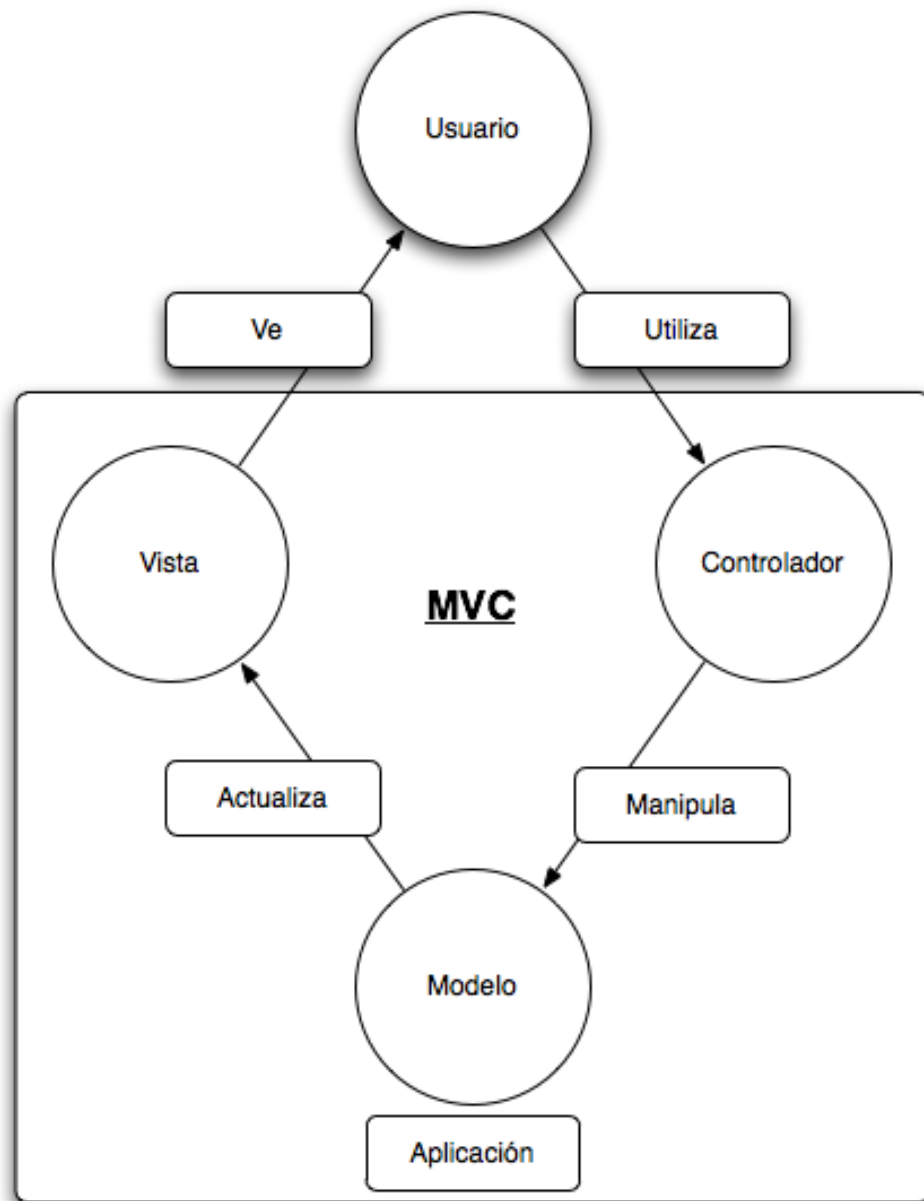 Usuario
Ve
Utiliza
Vista
Controlador
MVC
Actualiza
Manipula
Modelo
Aplicación